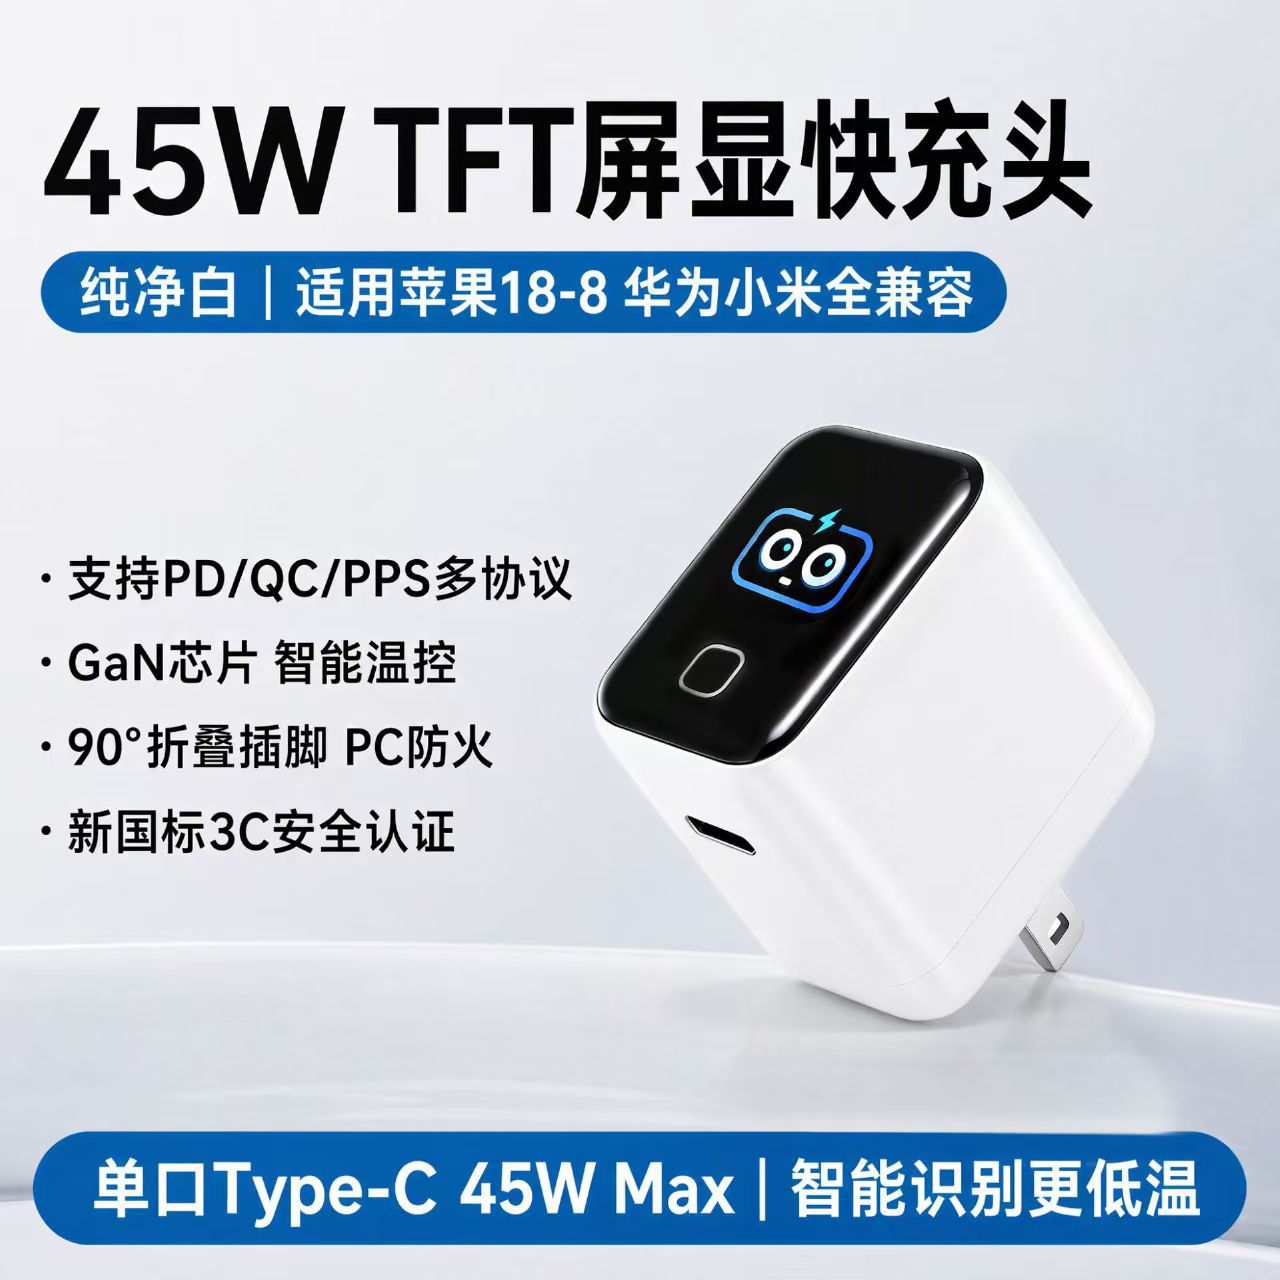 45W TFT屏显快充头
纯净白｜适用苹果18-8 华为小米全兼容
· 支持PD/QC/PPS多协议
· GaN芯片 智能温控
· 90°折叠插脚 PC防火
· 新国标3C安全认证
单口Type-C 45W Max｜智能识别更低温